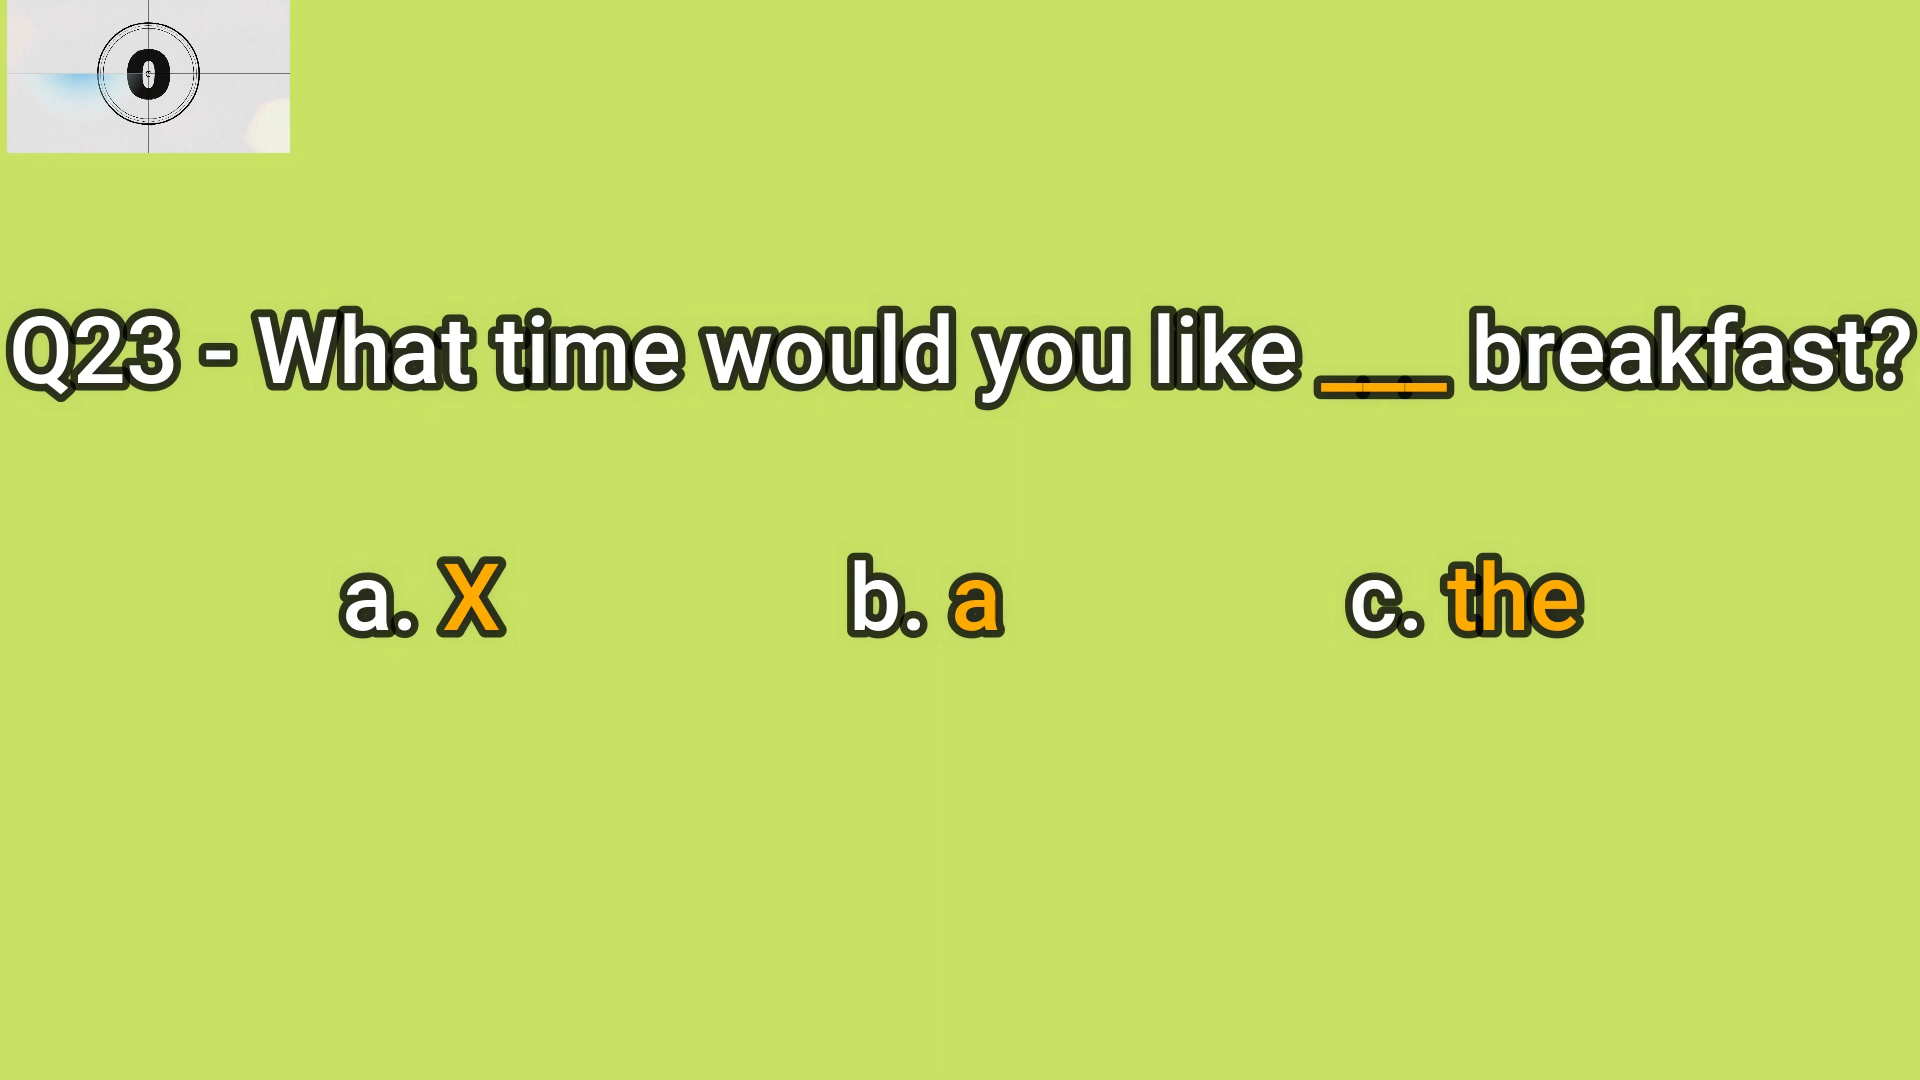 0
Q23 - What time would you like ___ breakfast?
a. X b. a c. the